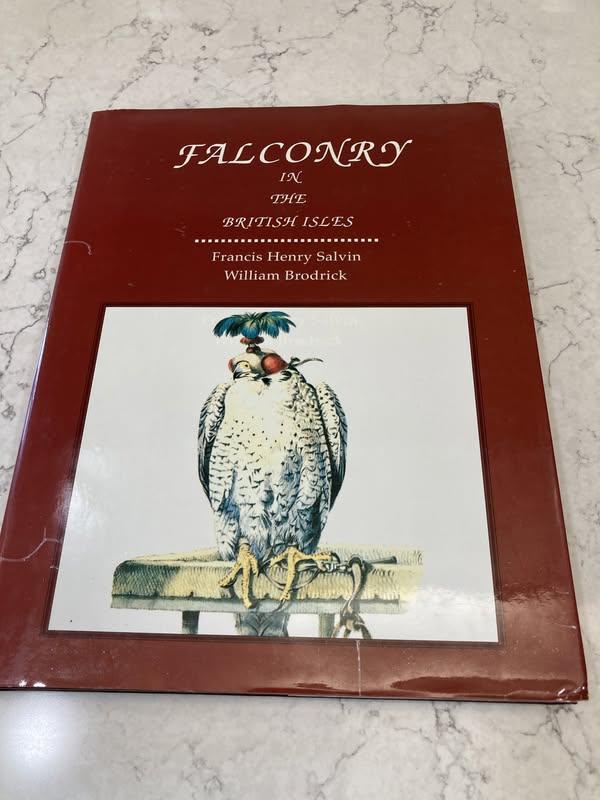 FALCONRY
IN
THE
BRITISH ISLES
Francis Henry Salvin
William Brodrick